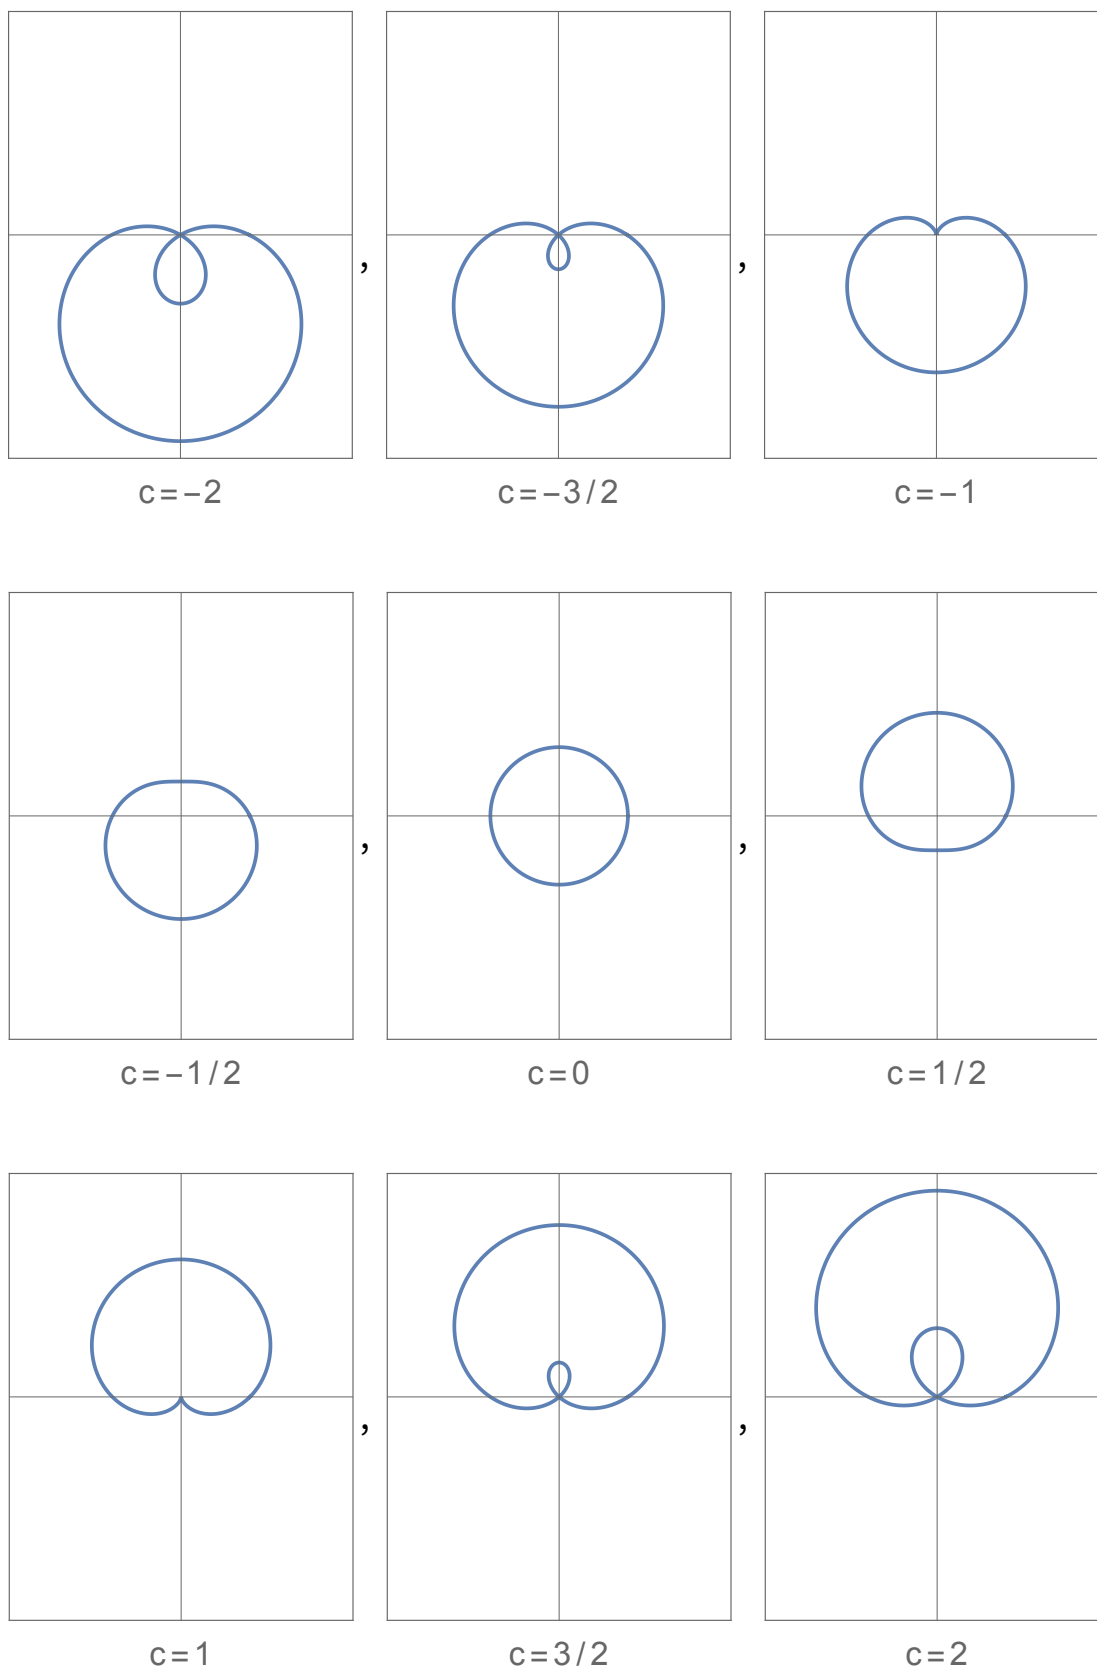 , ,
c=−2 c=−3/2 c=−1
, ,
c=−1/2 c=0 c=1/2
, ,
c=1 c=3/2 c=2